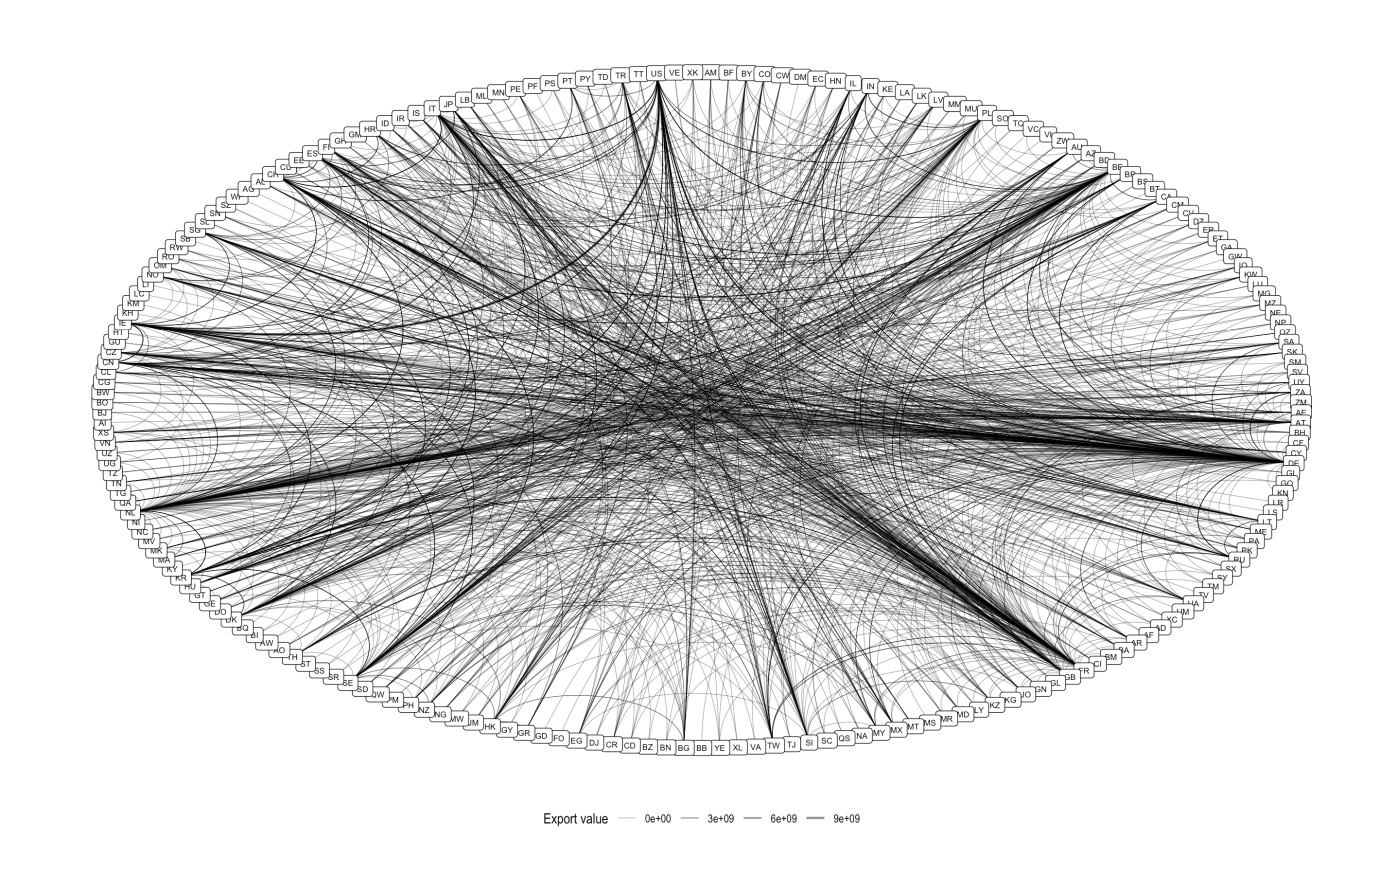 US
VE
XK
AM
BF
BY
CO
CW
DM
EC
HN
IL
IN
KE
LA
LK
LV
MM
MU
PL
SO
TO
VC
VI
ZW
AU
AZ
BD
BE
BR
BS
BT
CA
CM
CV
DZ
ER
ET
GA
GW
IQ
KW
LU
MG
MZ
NE
NP
QZ
SA
SK
SM
SV
UY
ZA
ZM
AE
AT
BH
CF
CY
DE
GI
GQ
KN
LR
LS
LT
ME
PA
PK
RU
SX
SY
TM
TV
UA
UM
XC
AD
AF
AR
BA
BM
CI
FR
GB
GL
GN
JO
KG
KZ
LY
MD
MR
MS
MT
MX
MY
NA
QS
SC
SI
TJ
TW
VA
XL
YE
BB
BG
BN
BZ
CD
CR
DJ
EG
FO
GD
GR
GY
HK
JM
MW
NG
NZ
PH
PM
QW
SD
SE
SR
SS
ST
TH
AO
AW
BI
BQ
DK
DO
GE
GT
HU
KR
KY
MA
MK
MV
NC
NI
NL
QA
TG
TN
TZ
UG
UZ
VN
XS
AI
BJ
BO
BW
CG
CL
CN
CZ
GU
HT
IE
KH
KM
LC
LI
NO
OM
RO
RW
SB
SG
SL
SN
SZ
WF
AG
AL
CH
CU
EE
ES
FI
GH
GM
HR
ID
IR
IS
IT
JP
LB
ML
MN
PE
PF
PS
PT
PY
TD
TR
TT
Export value 0e+00 3e+09 6e+09 9e+09